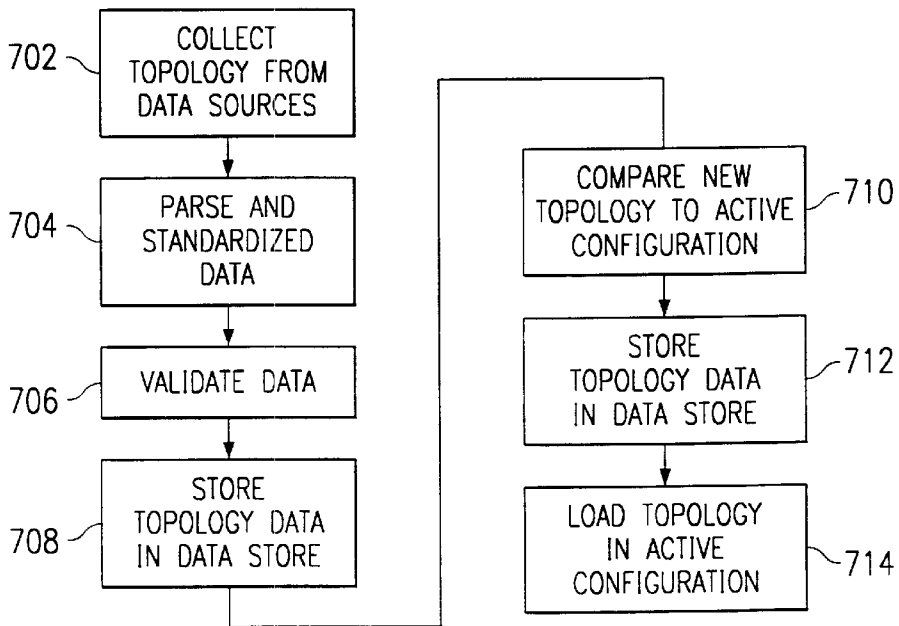 702
COLLECT
TOPOLOGY FROM
DATA SOURCES
704
PARSE AND
STANDARDIZED
DATA
706
VALIDATE DATA
708
STORE
TOPOLOGY DATA
IN DATA STORE
COMPARE NEW
TOPOLOGY TO ACTIVE
CONFIGURATION
710
STORE
TOPOLOGY DATA
IN DATA STORE
712
LOAD TOPOLOGY
IN ACTIVE
CONFIGURATION
714